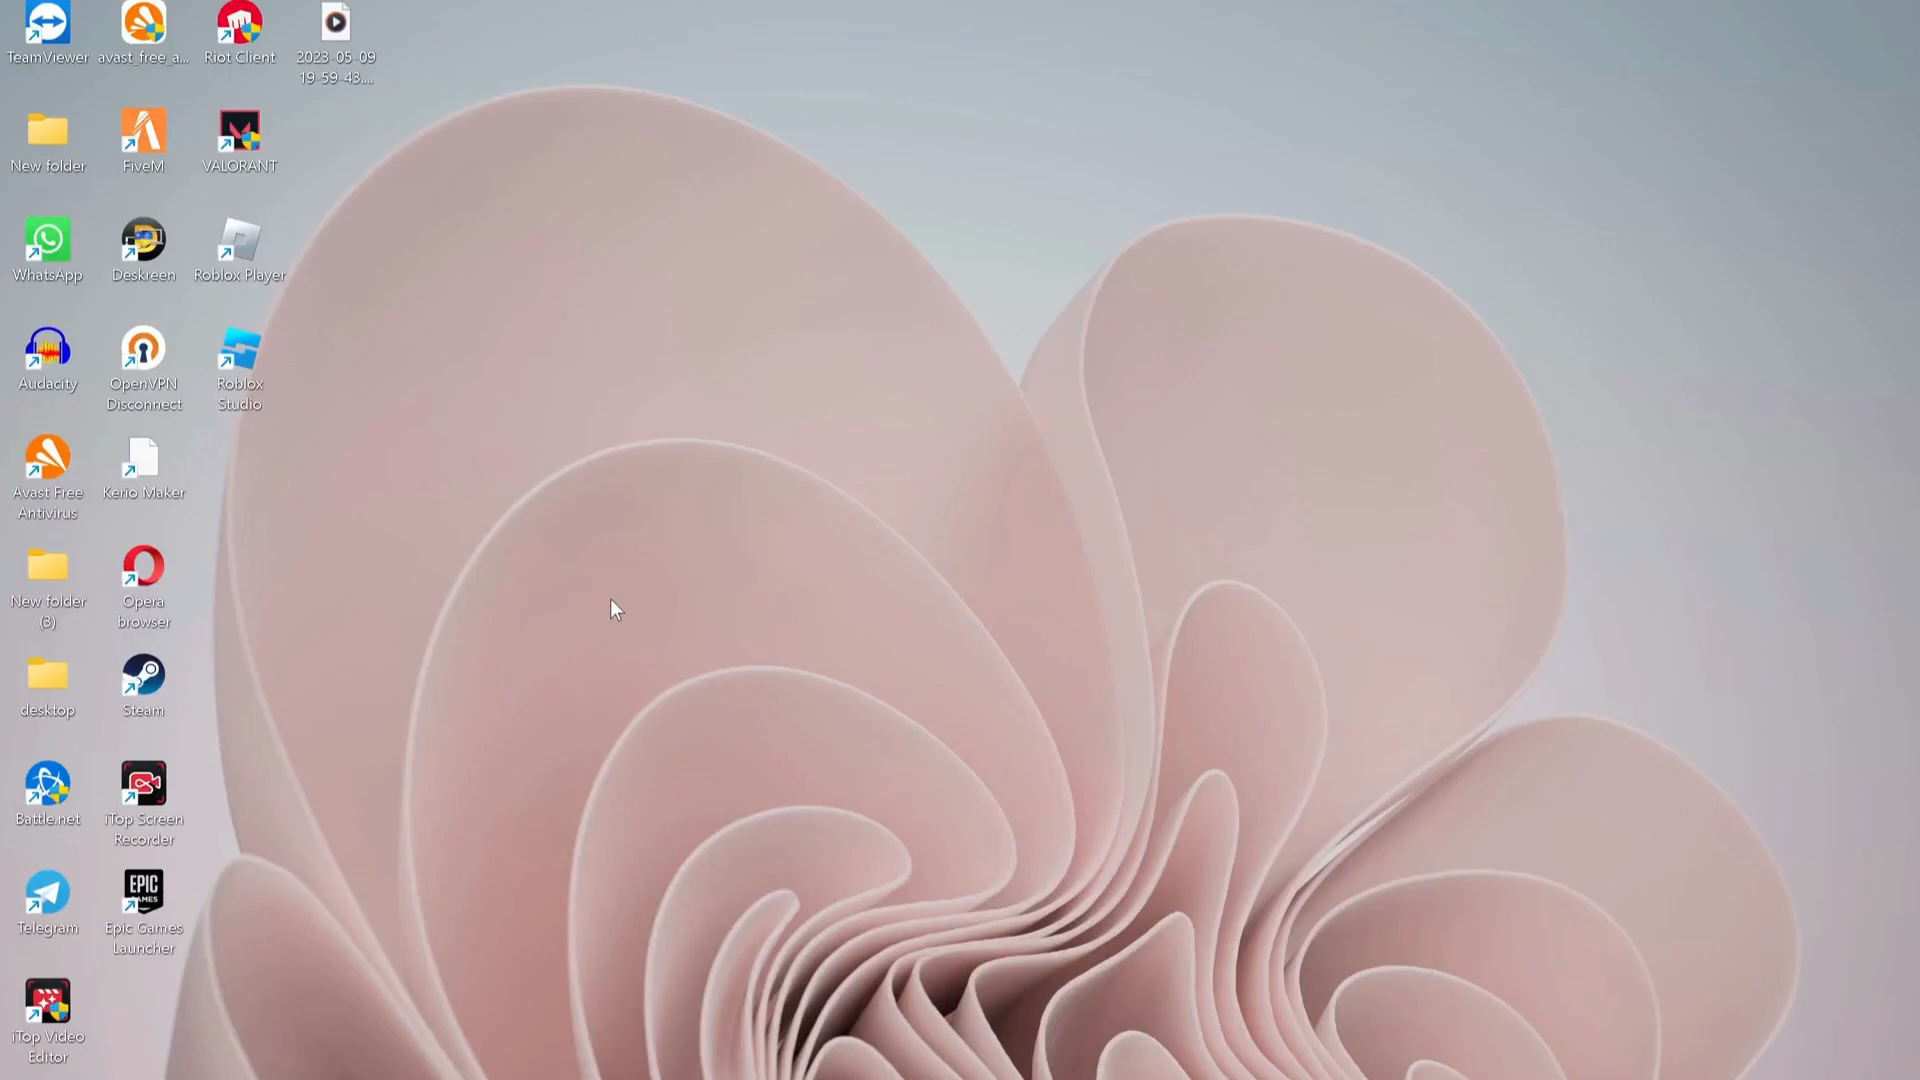 TeamViewer
avast_free_a...
Riot Client
2023-05-09
19-59-43....
New folder
FiveM
VALORANT
WhatsApp
Deskreen
Roblox Player
Audacity
OpenVPN
Disconnect
Roblox
Studio
Avast Free
Antivirus
Kerio Maker
New folder
(3)
Opera
browser
desktop
Steam
Battle.net
iTop Screen
Recorder
Telegram
EPIC
GAMES
Epic Games
Launcher
iTop Video
Editor